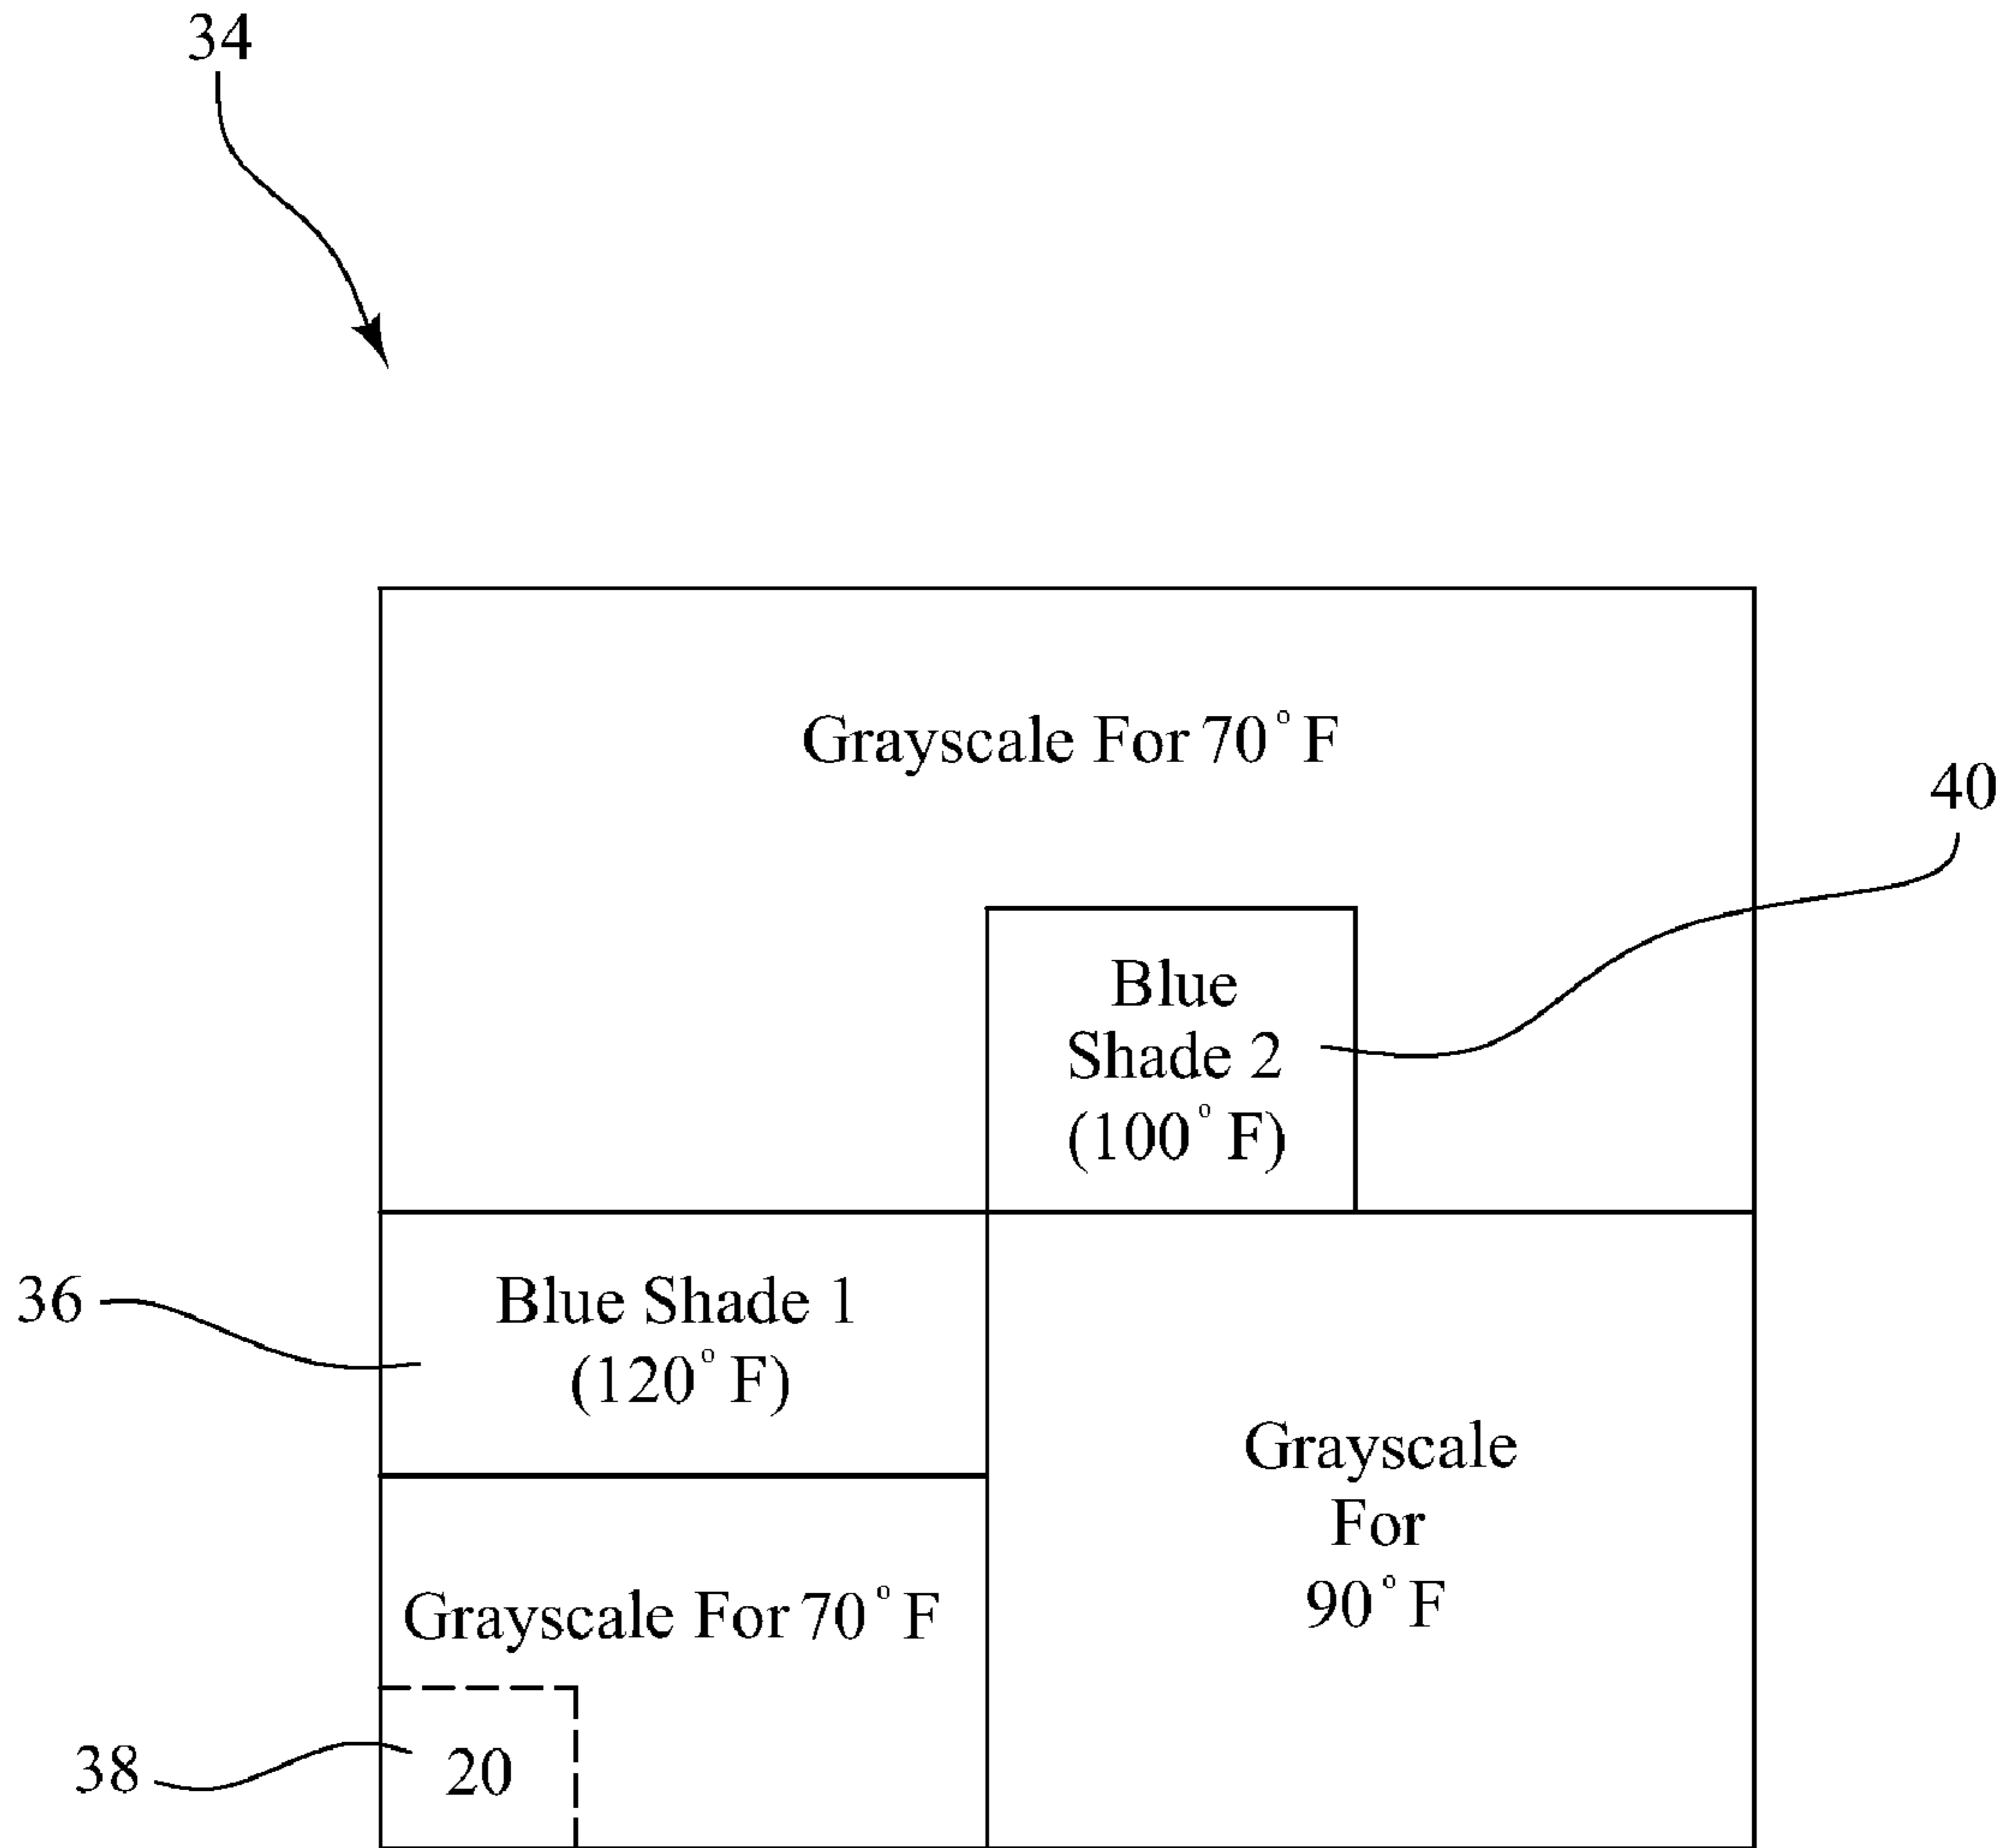 34
Grayscale For 70° F
40
Blue
Shade 2
(100° F)
36
Blue Shade 1
(120° F)
Grayscale
For
90° F
Grayscale For 70° F
38
20